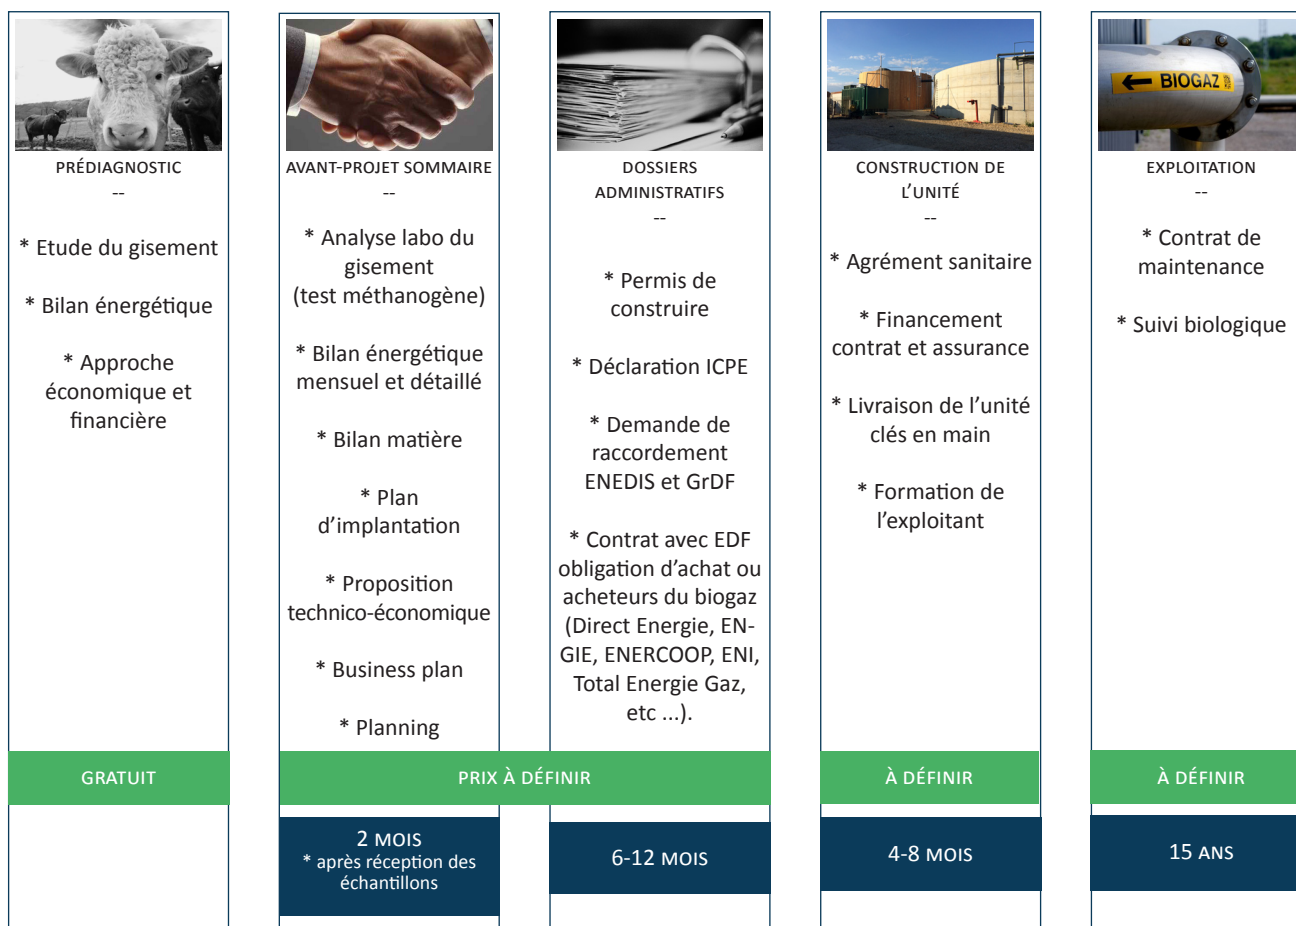 PRÉDIAGNOSTIC
--
* Etude du gisement
* Bilan énergétique
* Approche
économique et
financière
GRATUIT
AVANT-PROJET SOMMAIRE
--
* Analyse labo du
gisement
(test méthanogène)
* Bilan énergétique
mensuel et détaillé
* Bilan matière
* Plan
d’implantation
* Proposition
technico-économique
* Business plan
* Planning
DOSSIERS
ADMINISTRATIFS
--
* Permis de
construire
* Déclaration ICPE
* Demande de
raccordement
ENEDIS et GrDF
* Contrat avec EDF
obligation d’achat ou
acheteurs du biogaz
(Direct Energie, EN-
GIE, ENERCOOP, ENI,
Total Energie Gaz,
etc ...).
PRIX À DÉFINIR
2 MOIS
* après réception des
échantillons
6-12 MOIS
CONSTRUCTION DE
L’UNITÉ
--
* Agrément sanitaire
* Financement
contrat et assurance
* Livraison de l’unité
clés en main
* Formation de
l’exploitant
À DÉFINIR
4-8 MOIS
← BIOGAZ
EXPLOITATION
--
* Contrat de
maintenance
* Suivi biologique
À DÉFINIR
15 ANS